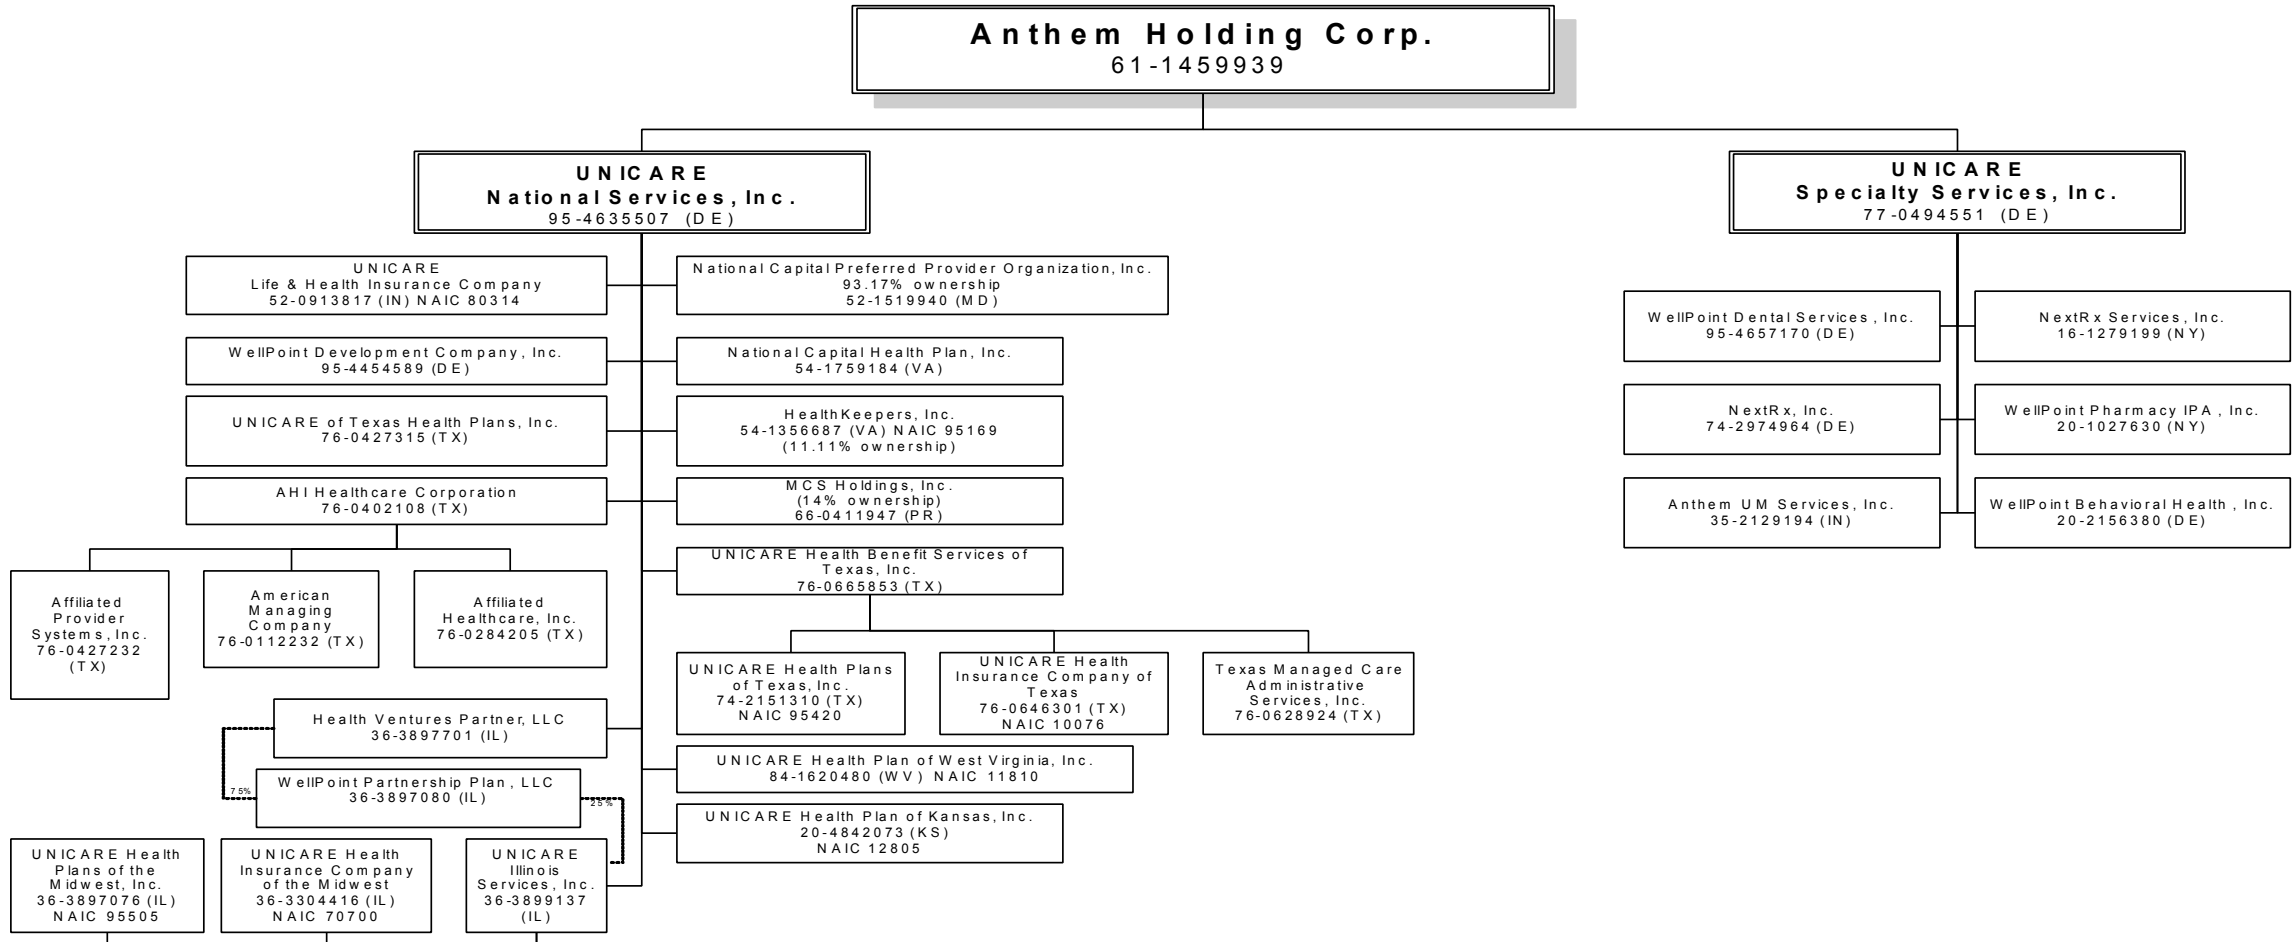 Anthem Holding Corp.
61-1459939
UNICARE
National Services, Inc.
95-4635507 (DE)
UNICARE
Specialty Services, Inc.
77-0494551 (DE)
UNICARE
Life & Health Insurance Company
52-0913817 (IN) NAIC 80314
National Capital Preferred Provider Organization, Inc.
93.17% ownership
52-1519940 (MD)
WellPoint Dental Services, Inc.
95-4657170 (DE)
NextRx Services, Inc.
16-1279199 (NY)
WellPoint Development Company, Inc.
95-4454589 (DE)
National Capital Health Plan, Inc.
54-1759184 (VA)
UNICARE of Texas Health Plans, Inc.
76-0427315 (TX)
HealthKeepers, Inc.
54-1356687 (VA) NAIC 95169
(11.11% ownership)
NextRx, Inc.
74-2974964 (DE)
WellPoint Pharmacy IPA, Inc.
20-1027630 (NY)
AHI Healthcare Corporation
76-0402108 (TX)
MCS Holdings, Inc.
(14% ownership)
66-0411947 (PR)
Anthem UM Services, Inc.
35-2129194 (IN)
WellPoint Behavioral Health, Inc.
20-2156380 (DE)
UNICARE Health Benefit Services of
Texas, Inc.
76-0665853 (TX)
Affiliated
Provider
Systems, Inc.
76-0427232
(TX)
American
Managing
Company
76-0112232 (TX)
Affiliated
Healthcare, Inc.
76-0284205 (TX)
UNICARE Health Plans
of Texas, Inc.
74-2151310 (TX)
NAIC 95420
UNICARE Health
Insurance Company of
Texas
76-0646301 (TX)
NAIC 10076
Texas Managed Care
Administrative
Services, Inc.
76-0628924 (TX)
Health Ventures Partner, LLC
36-3897701 (IL)
UNICARE Health Plan of West Virginia, Inc.
84-1620480 (WV) NAIC 11810
WellPoint Partnership Plan, LLC
36-3897080 (IL)
75%
25%
UNICARE Health Plan of Kansas, Inc.
20-4842073 (KS)
NAIC 12805
UNICARE Health
Plans of the
Midwest, Inc.
36-3897076 (IL)
NAIC 95505
UNICARE Health
Insurance Company
of the Midwest
36-3304416 (IL)
NAIC 70700
UNICARE
Illinois
Services, Inc.
36-3899137
(IL)